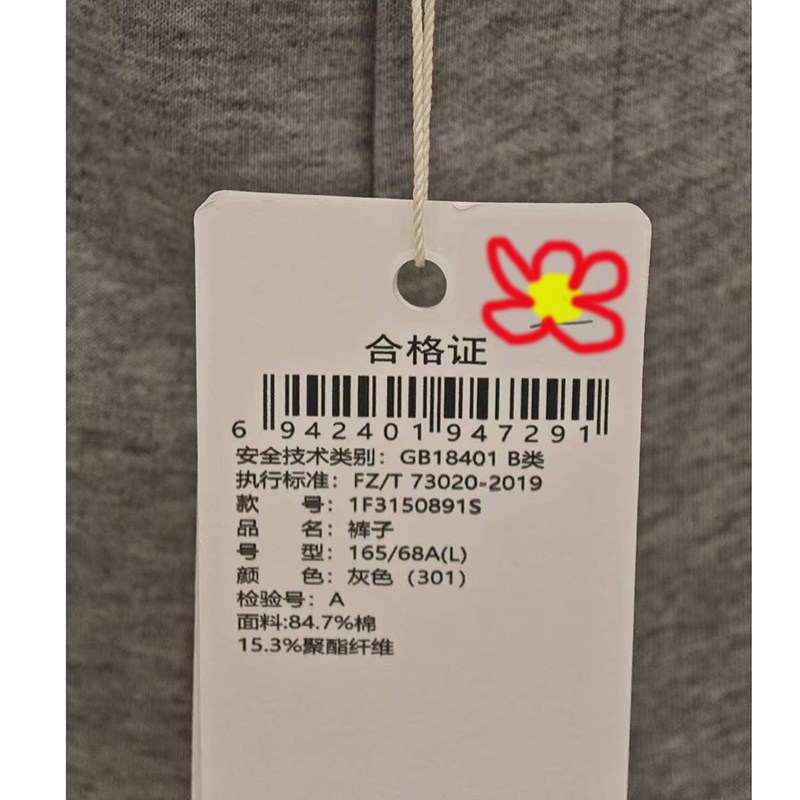 合格证
6 942401 947291
安全技术类别: GB18401 B类
执行标准: FZ/T 73020-2019
款 号: 1F3150891S
品 名: 裤子
号 型: 165/68A(L)
颜 色: 灰色 (301)
检验号: A
面料:84.7%棉
15.3%聚酯纤维